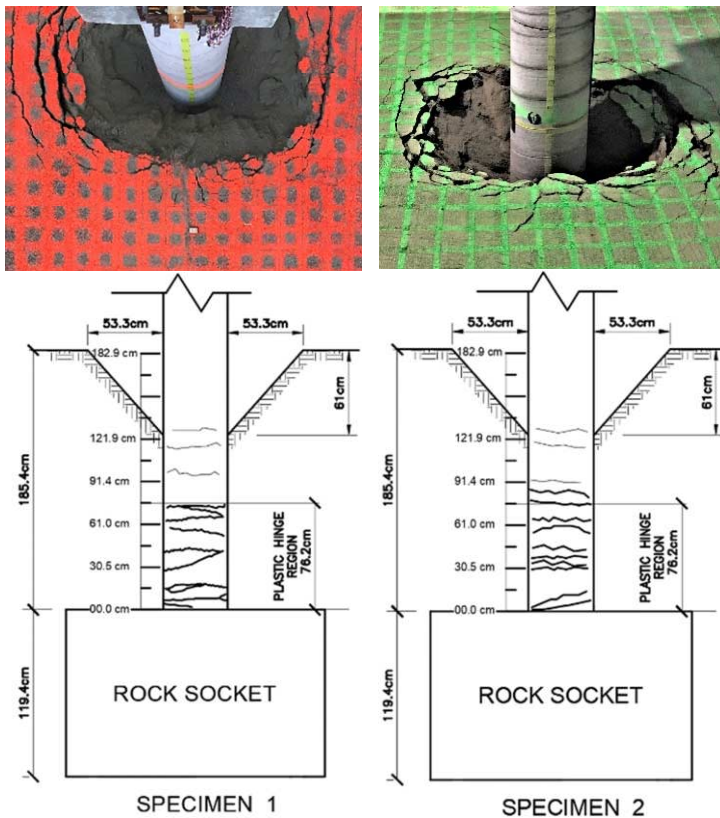 53.3cm
53.3cm
182.9 cm
61cm
121.9 cm
91.4 cm
61.0 cm
30.5 cm
00.0 cm
185.4cm
PLASTIC HINGE
REGION
76.2cm
119.4cm
ROCK SOCKET
SPECIMEN 1
53.3cm
53.3cm
182.9 cm
61cm
121.9 cm
91.4 cm
61.0 cm
30.5 cm
00.0 cm
185.4cm
PLASTIC HINGE
REGION
76.2cm
119.4cm
ROCK SOCKET
SPECIMEN 2